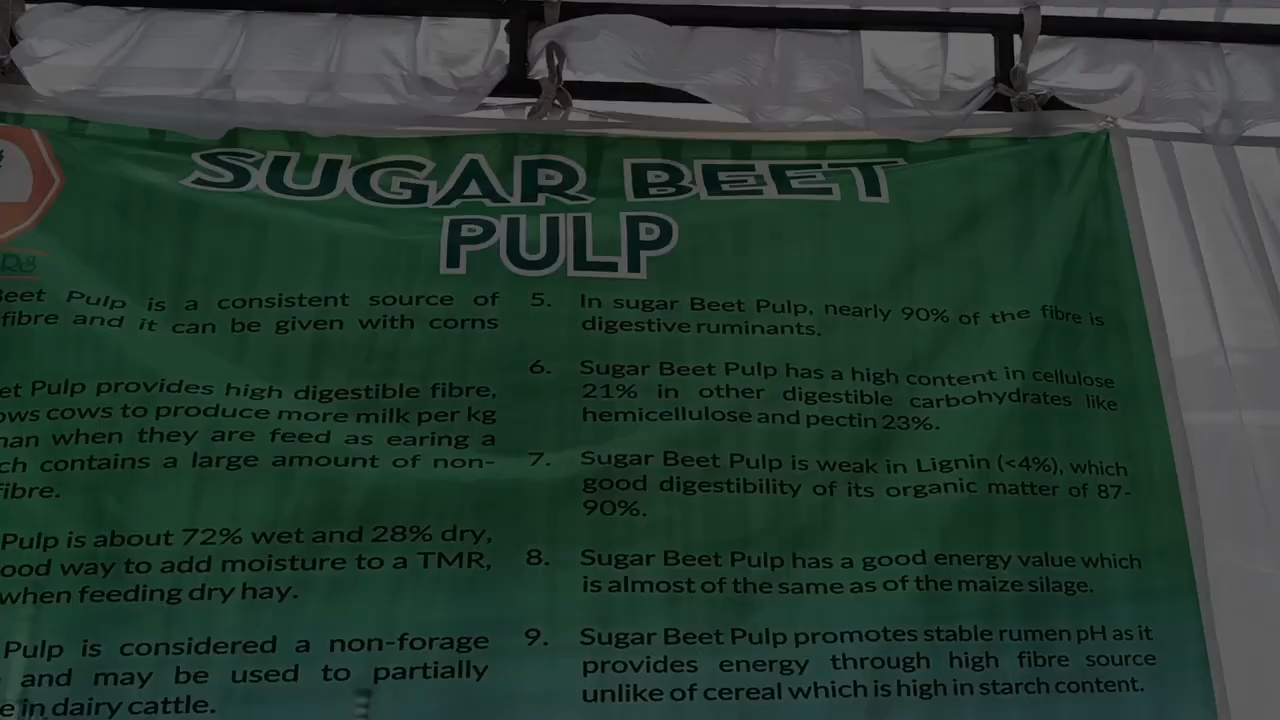 SUGAR BEET
PULP
Beet Pulp is a consistent source of
fibre and it can be given with corns
Pulp provides high digestible fibre,
cows to produce more milk per kg
when they are feed as earing a
contains a large amount of non-
fibre.
Pulp is about 72% wet and 28% dry,
way to add moisture to a TMR,
when feeding dry hay.
Pulp is considered a non-forage
and may be used to partially
in dairy cattle.
5. In sugar Beet Pulp, nearly 90% of the fibre is
digestive ruminants.
6. Sugar Beet Pulp has a high content in cellulose
21% in other digestible carbohydrates like
hemicellulose and pectin 23%.
7. Sugar Beet Pulp is weak in Lignin (<4%), which
good digestibility of its organic matter of 87-
90%.
8. Sugar Beet Pulp has a good energy value which
is almost of the same as of the maize silage.
9. Sugar Beet Pulp promotes stable rumen pH as it
provides energy through high fibre source
unlike of cereal which is high in starch content.